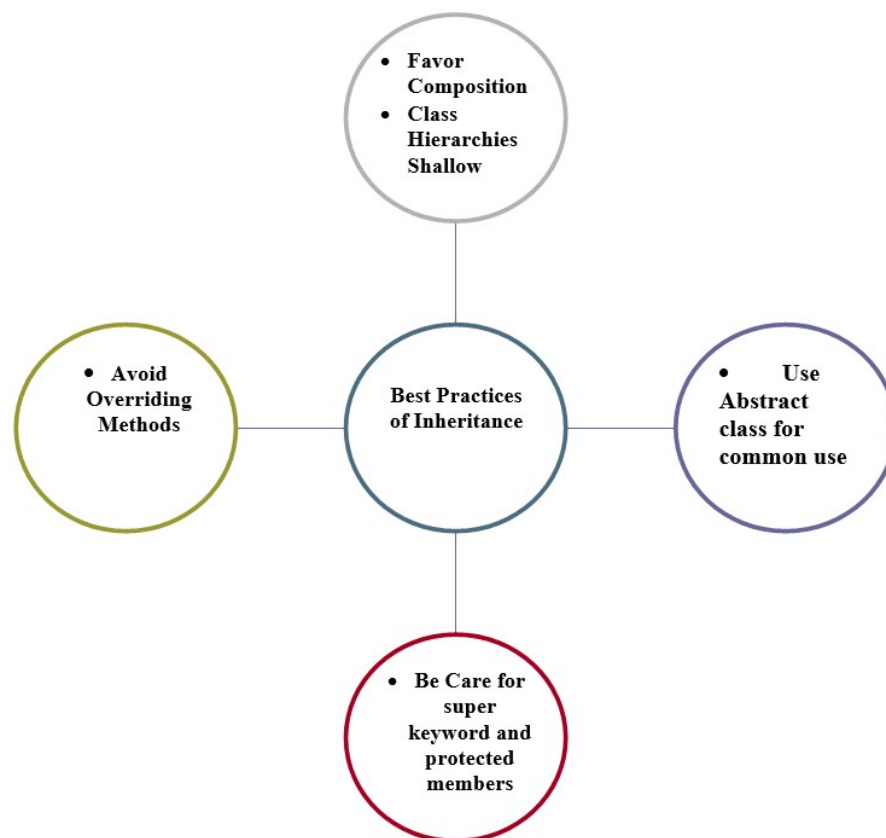 • Favor
Composition
• Class
Hierarchies
Shallow
• Avoid
Overriding
Methods
Best Practices
of Inheritance
• Use
Abstract
class for
common use
• Be Care for
super
keyword and
protected
members